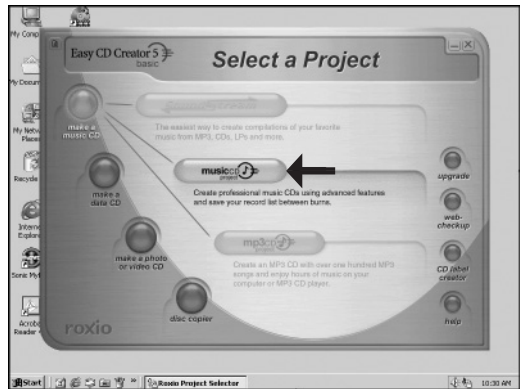 My Comp
Easy CD Creator 5
basic
Select a Project
My Docum
make a
music CD
The easiest way to create compilations of your favorite
music from MP3, CDs, LPs and more.
My Netw
Places
musiccd
project
upgrade
Recycle
make a
data CD
Create professional music CDs using advanced features
and save your record list between burns.
web-
checkup
Intern
Explor
mp3cd
project
make a photo
or video CD
Create an MP3 CD with over one hundred MP3
songs and enjoy hours of music on your
computer or MP3 CD player.
CD label
creator
Sonic MyD
disc copier
help
Acroba
Reader
roxio
Start
Roxio Project Selector
10:30 AM